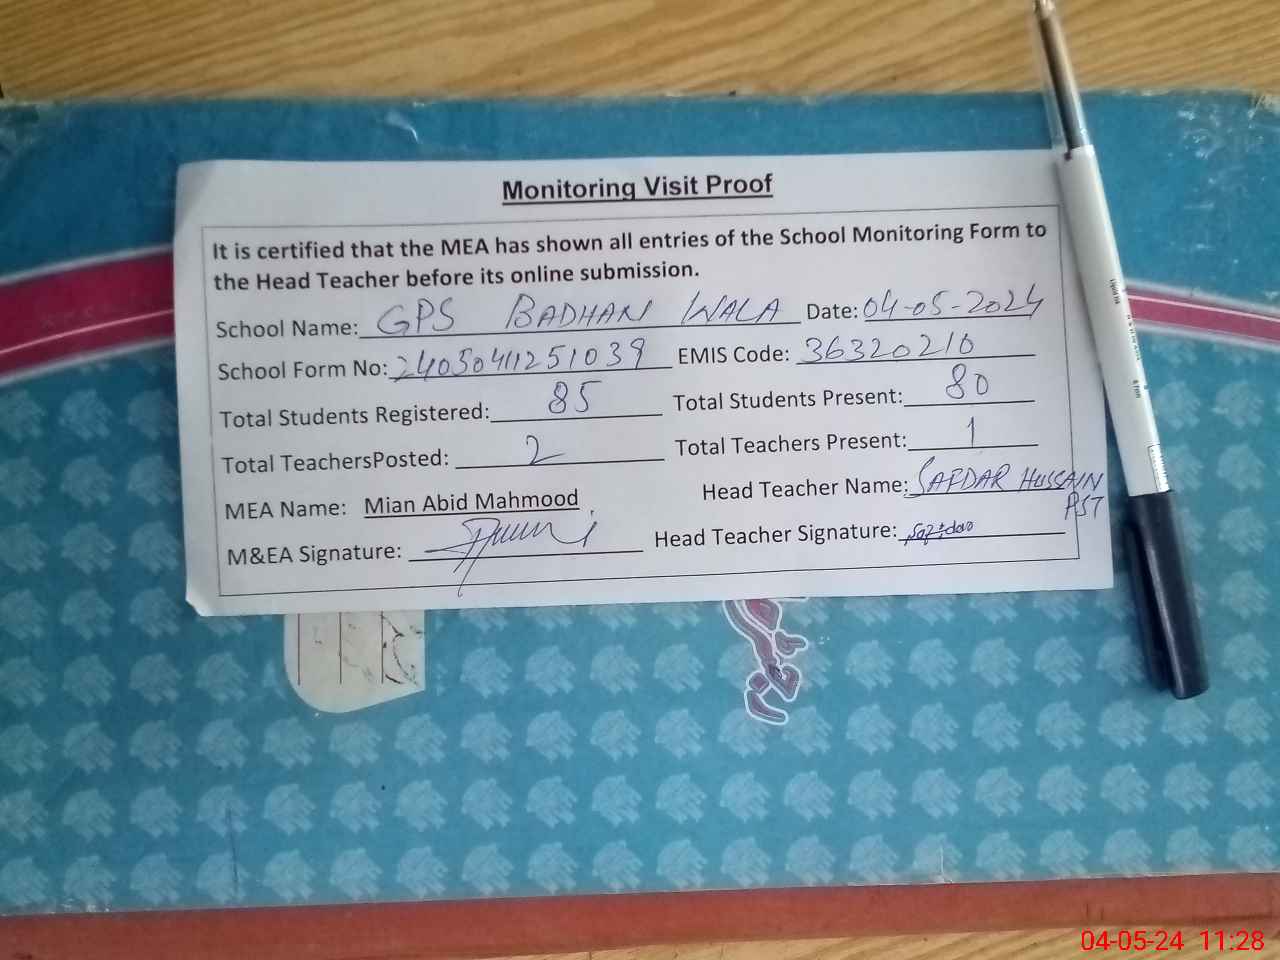 Monitoring Visit Proof
It is certified that the MEA has shown all entries of the School Monitoring Form to
the Head Teacher before its online submission.
School Name: GPS BADHAN WALA Date: 04-05-2024
School Form No: 24050411251039 EMIS Code: 36320210
Total Students Registered: 85 Total Students Present: 80
Total TeachersPosted: 2 Total Teachers Present: 1
MEA Name: Mian Abid Mahmood Head Teacher Name: SAFDAR HUSSAIN
PST
M&EA Signature: Head Teacher Signature:
04-05-24 11:28